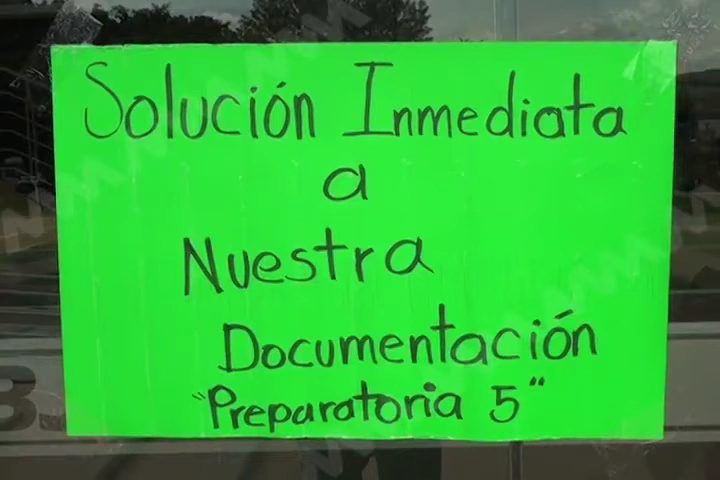 Solución Inmediata
a
Nuestra
Documentación
"Preparatoria 5"